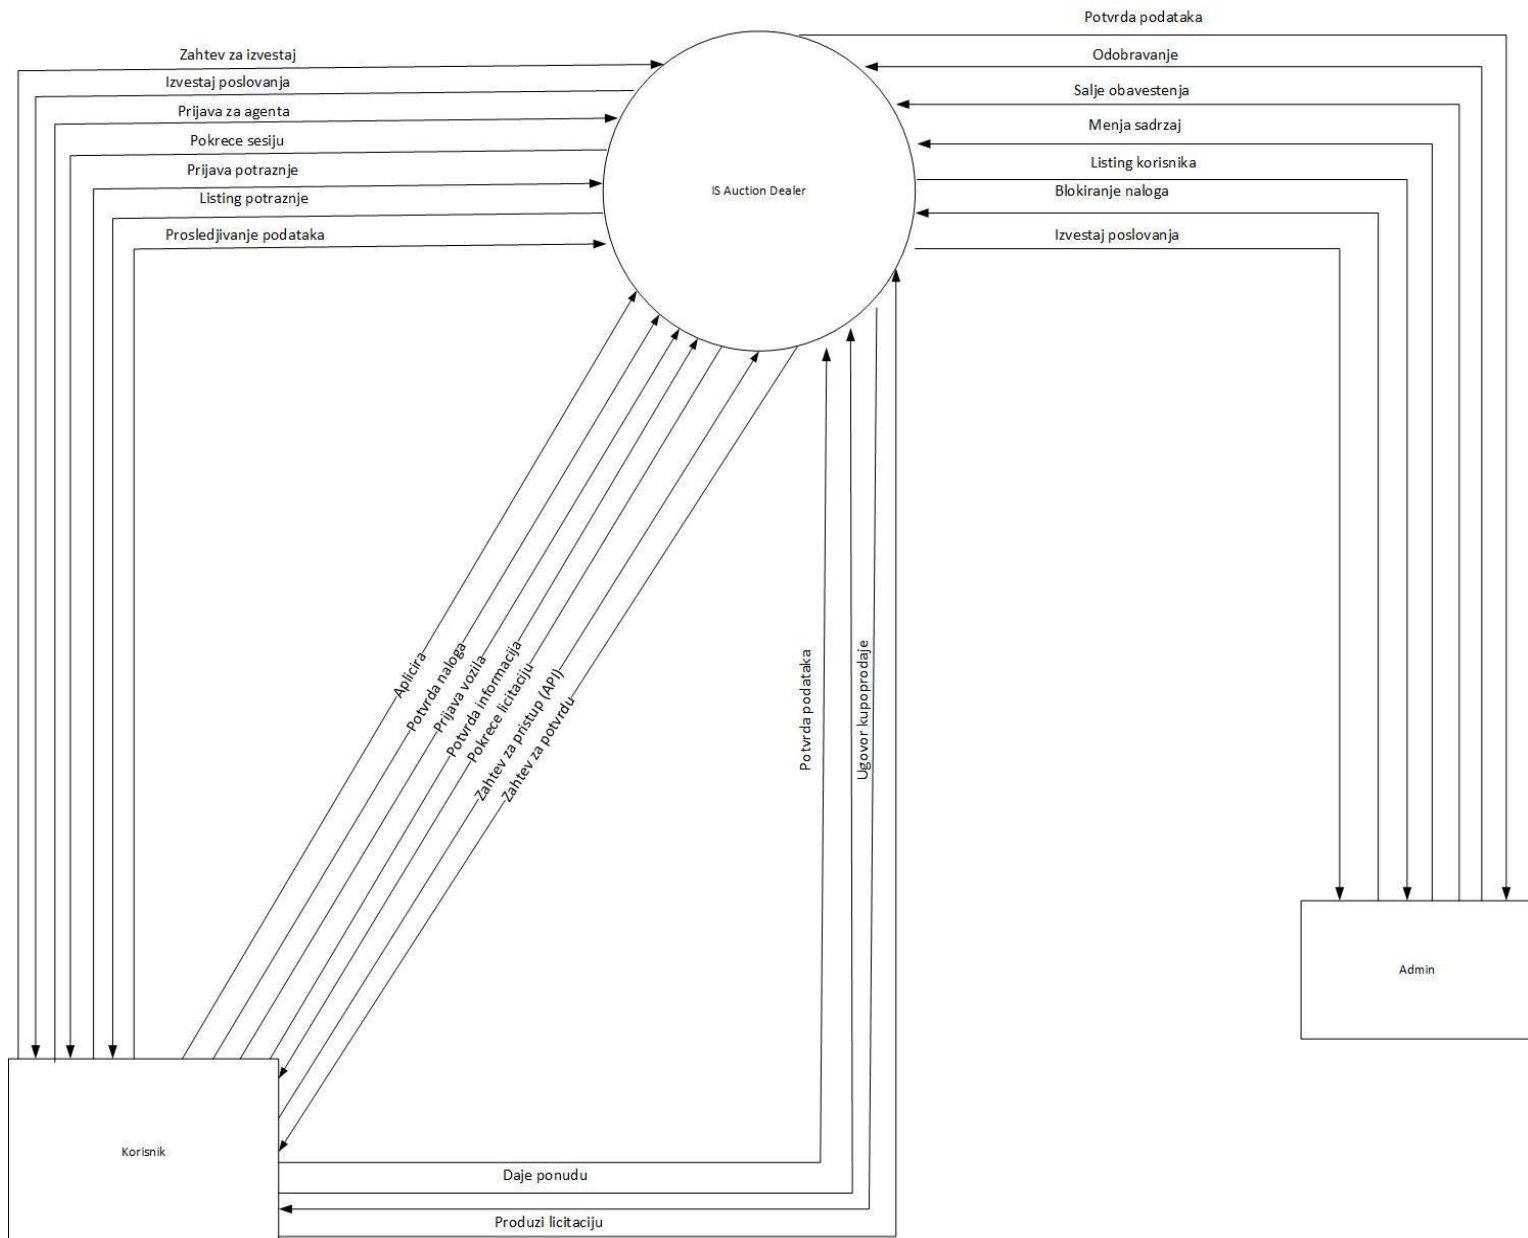 Potvrda podataka
Zahtev za izvestaj
Odobravanje
Izvestaj poslovanja
Salje obavestenja
Prijava za agenta
Menja sadrzaj
Pokrece sesiju
Listing korisnika
Prijava potraznje
IS Auction Dealer
Blokiranje naloga
Listing potraznje
Prosledjivanje podataka
Izvestaj poslovanja
Aplicira
Potvrda naloga
Prijava vozila
Potvrda informacija
Pokrece licitaciju
Zahtev za pristup (API)
Zahtev za potvrdu
Potvrda podataka
Ugovor kupoprodaje
Admin
Korisnik
Daje ponudu
Produzi licitaciju